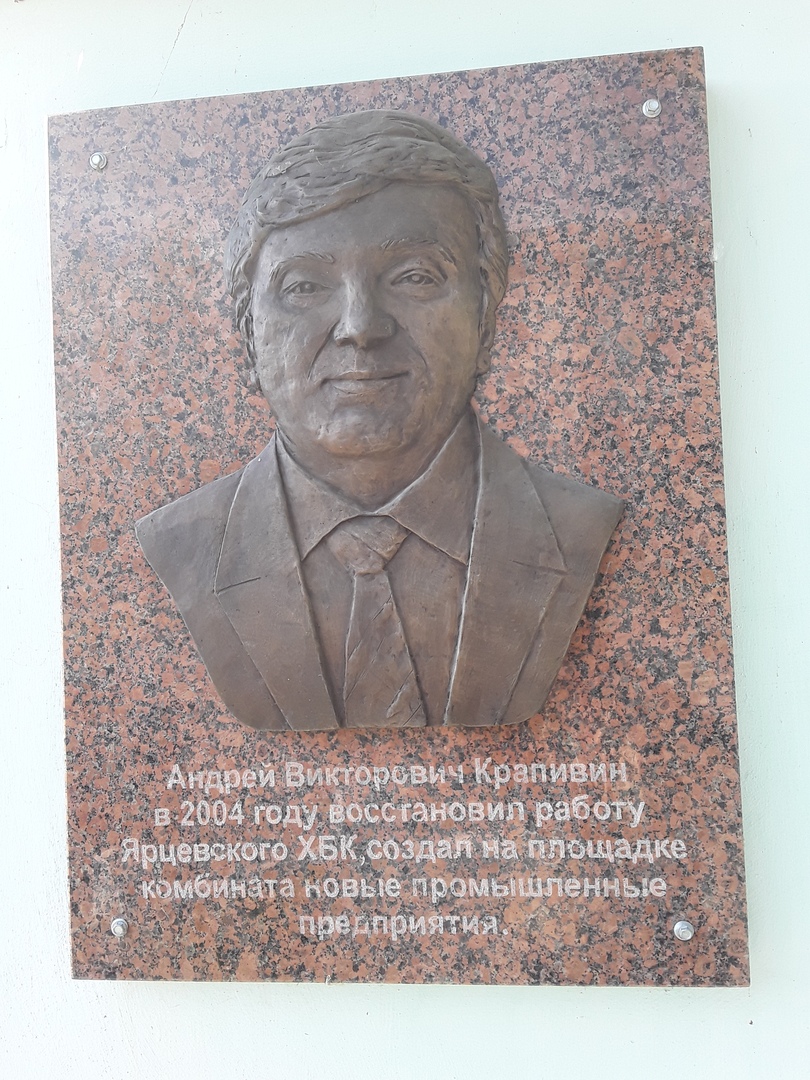 Андрей Викторович Крапивин
в 2004 году восстановил работу
Ярцевского ХБК,создал на площадке
комбината новые промышленные
предприятия.